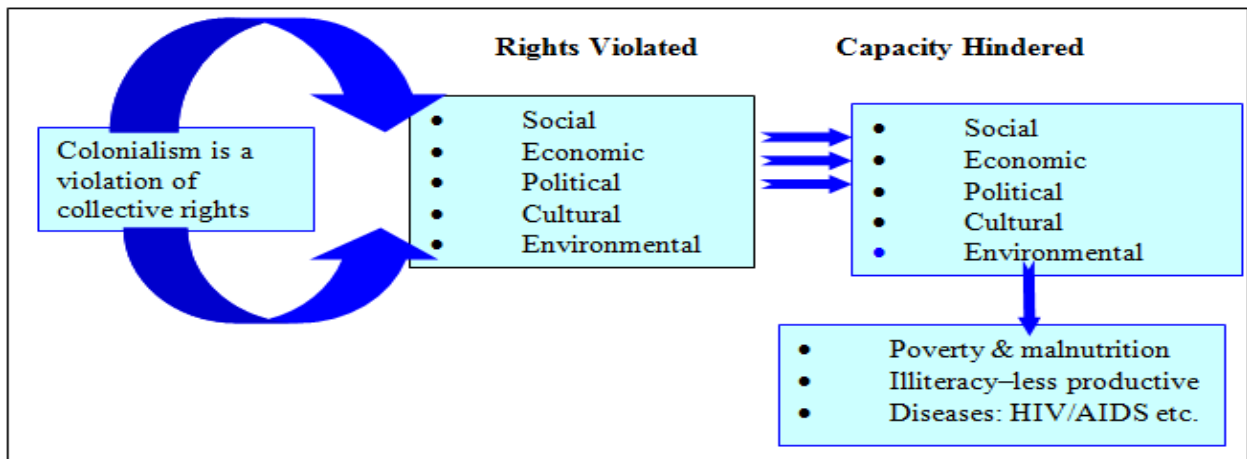 Rights Violated
Capacity Hindered
Colonialism is a
violation of
collective rights
• Social
• Economic
• Political
• Cultural
• Environmental
• Social
• Economic
• Political
• Cultural
• Environmental
• Poverty & malnutrition
• Illiteracy–less productive
• Diseases: HIV/AIDS etc.